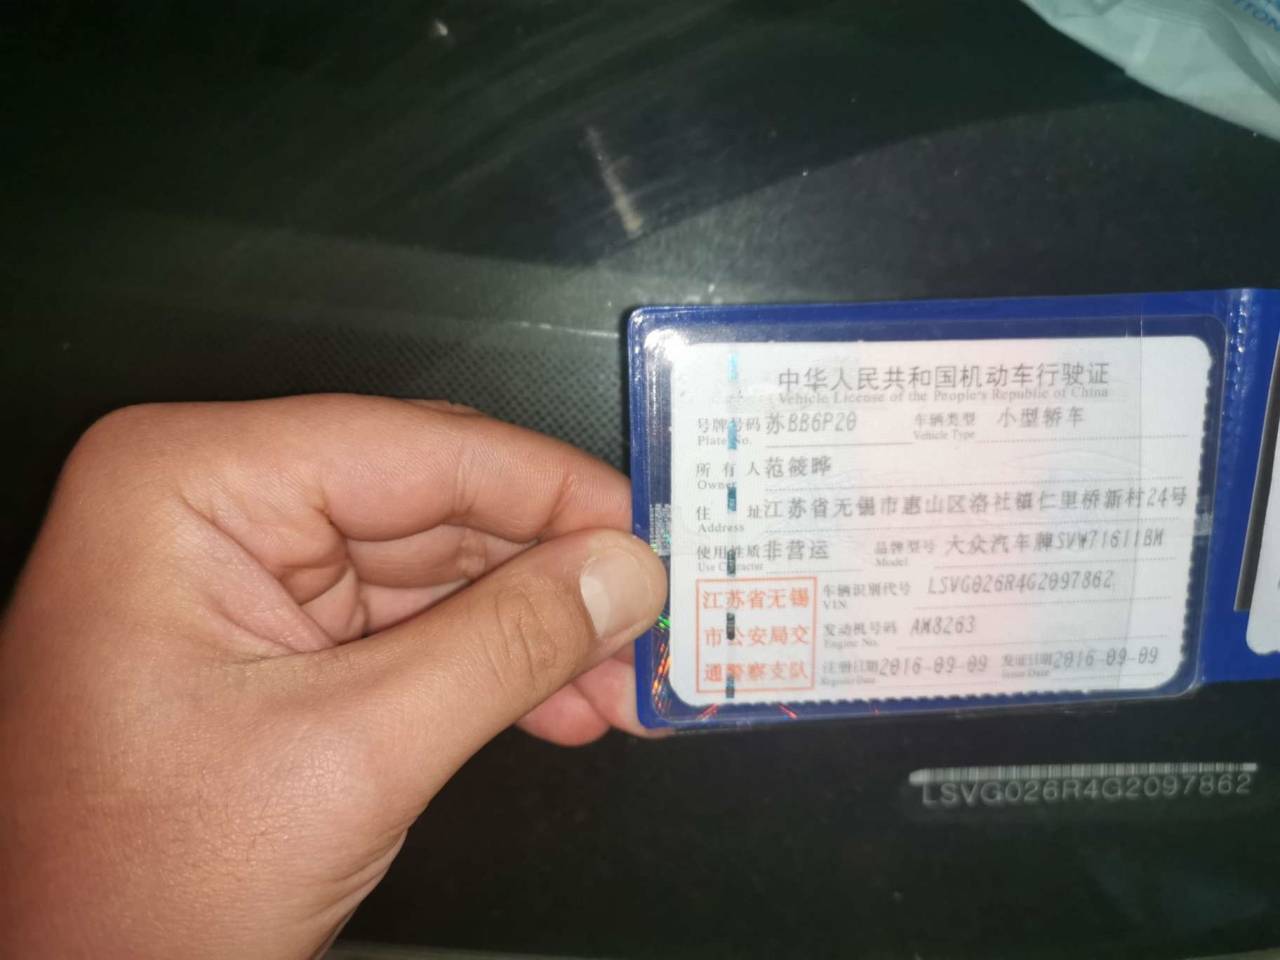 TTON
中华人民共和国机动车行驶证
Vehicle License of the People's Republic of China
号牌号码 苏BB6P20 车辆类型 小型轿车
Plate No. Vehicle Type
所有人 范筱晔
Owner
住址 江苏省无锡市惠山区洛社镇仁里桥新村24号
Address
使用性质 非营运 品牌型号 大众汽车牌SVW71611BM
Use Character Model
江苏省无锡
市公安局交
通警察支队
车辆识别代号 LSVG026R4G2097862
VIN
发动机号码 AM8263
Engine No.
注册日期 2016-09-09 发证日期 2016-09-09
Register Date Issue Date
LSVG026R4G2097862